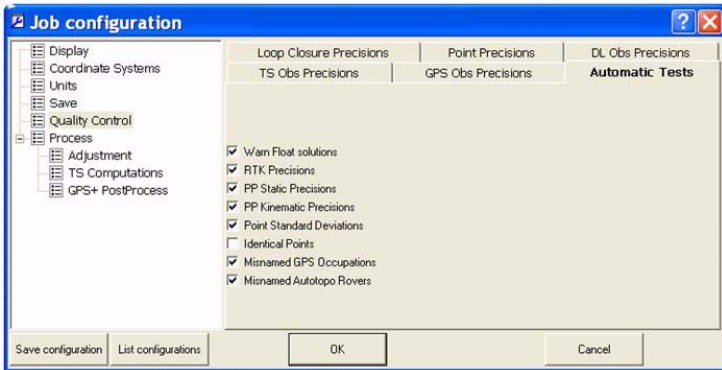 Job configuration
Display
Coordinate Systems
Units
Save
Quality Control
Process
Adjustment
TS Computations
GPS+ PostProcess
Loop Closure Precisions
Point Precisions
DL Obs Precisions
TS Obs Precisions
GPS Obs Precisions
Automatic Tests
Warn Float solutions
RTK Precisions
PP Static Precisions
PP Kinematic Precisions
Point Standard Deviations
Identical Points
Misnamed GPS Occupations
Misnamed Autotopo Rovers
Save configuration
List configurations
OK
Cancel